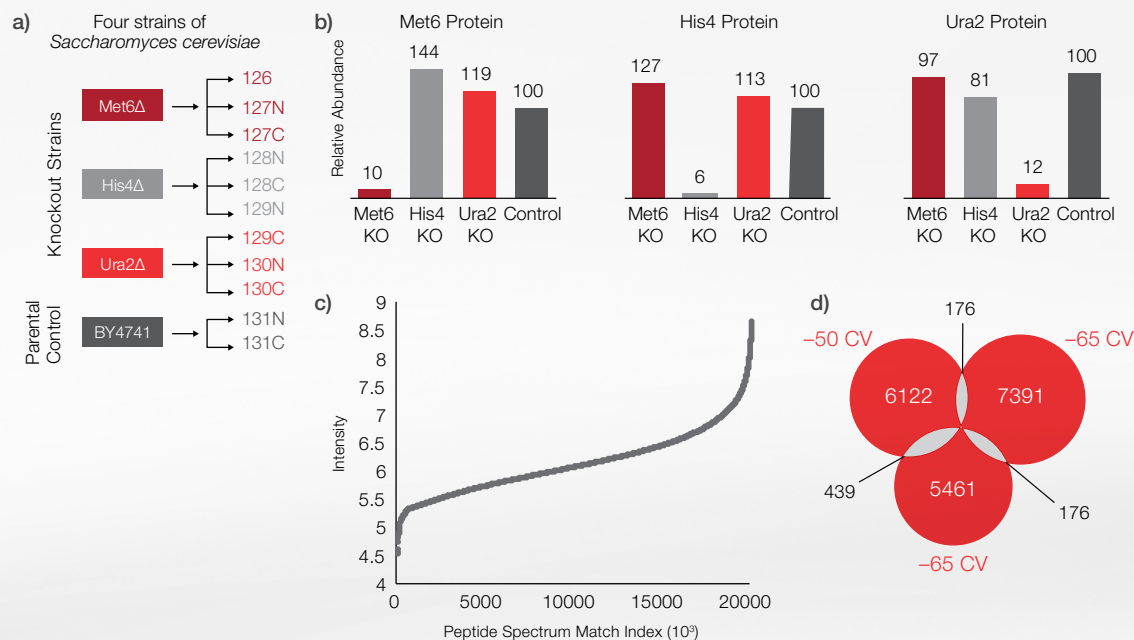 a)
Four strains of
Saccharomyces cerevisiae
Knockout Strains
Met6Δ
126
127N
127C
His4Δ
128N
128C
129N
Ura2Δ
129C
130N
130C
Parental
Control
BY4741
131N
131C
b)
Met6 Protein
Relative Abundance
10
144
119
100
Met6 His4 Ura2 Control
KO KO KO
His4 Protein
127
6
113
100
Met6 His4 Ura2 Control
KO KO KO
Ura2 Protein
97
81
12
100
Met6 His4 Ura2 Control
KO KO KO
c)
Intensity
9
8.5
8
7.5
7
6.5
6
5.5
5
4.5
4
0 5000 10000 15000 20000
Peptide Spectrum Match Index (10³)
d)
176
–50 CV
–65 CV
6122
7391
439
5461
176
–65 CV